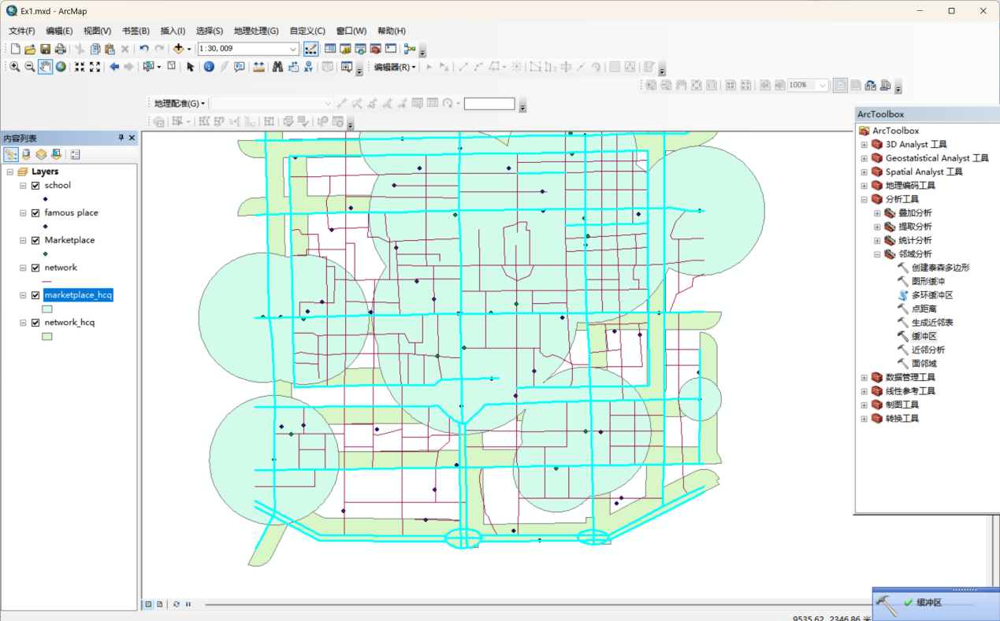 Ex1.mxd - ArcMap
文件(F) 编辑(E) 视图(V) 书签(B) 插入(I) 选择(S) 地理处理(G) 自定义(C) 窗口(W) 帮助(H)
1:30,009
编辑器(R)
100%
地理配准(G)
内容列表
Layers
school
famous place
Marketplace
network
marketplace_hcq
network_hcq
ArcToolbox
ArcToolbox
3D Analyst 工具
Geostatistical Analyst 工具
Spatial Analyst 工具
地理编码工具
分析工具
叠加分析
提取分析
统计分析
邻域分析
创建泰森多边形
图形缓冲
多环缓冲区
点距离
生成近邻表
缓冲区
近邻分析
面邻域
数据管理工具
线性参考工具
制图工具
转换工具
缓冲区
9535.62 2346.86 米